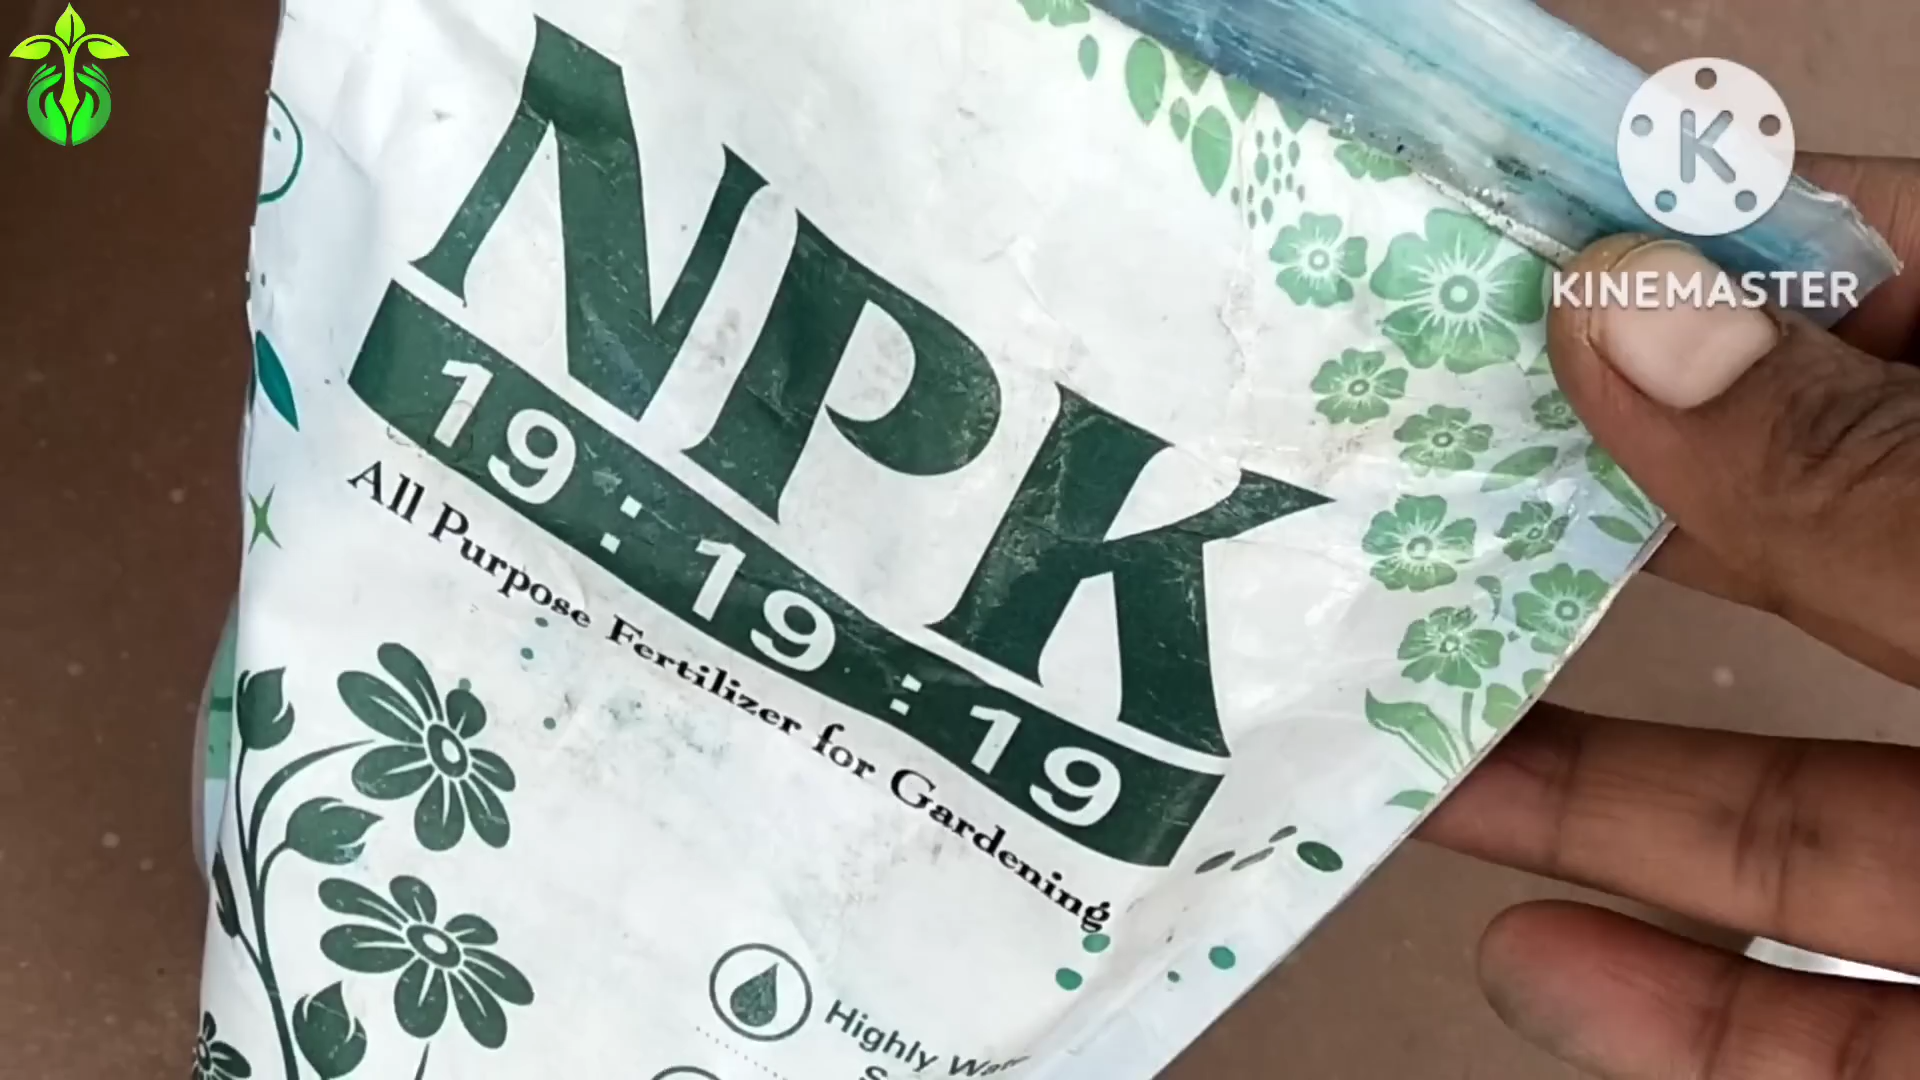 K
KINEMASTER
NPK
19:19:19
All Purpose Fertilizer for Gardening
Highly